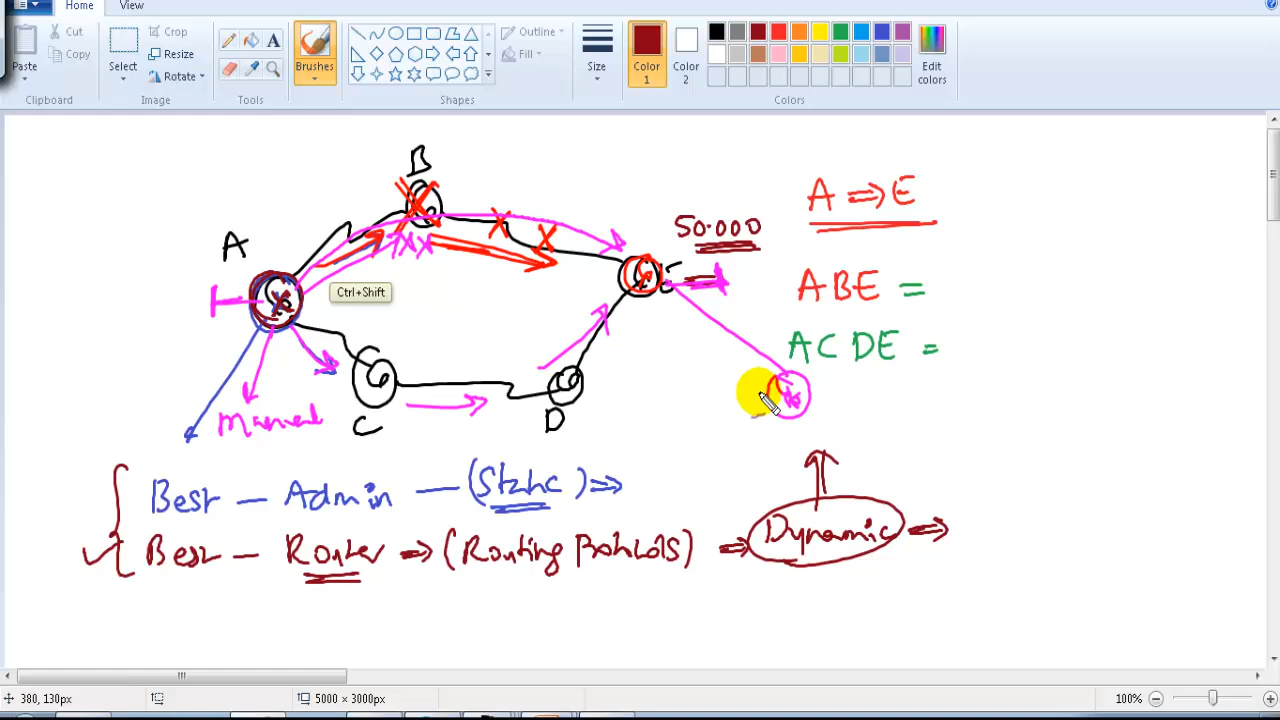 Home
View
Cut
Copy
Paste
Clipboard
Select
Crop
Resize
Rotate
Image
A
Tools
Brushes
Outline
Fill
Shapes
Size
Color 1
Color 2
Edit colors
Colors
B
A
E
50.000
A ⇒ E
A B E =
A C D E =
Ctrl+Shift
C
D
Manual
Best - Admin - (Static) ⇒
Best - Router ⇒ (Routing Protocols) ⇒ Dynamic ⇒
380, 130px
5000 × 3000px
100%